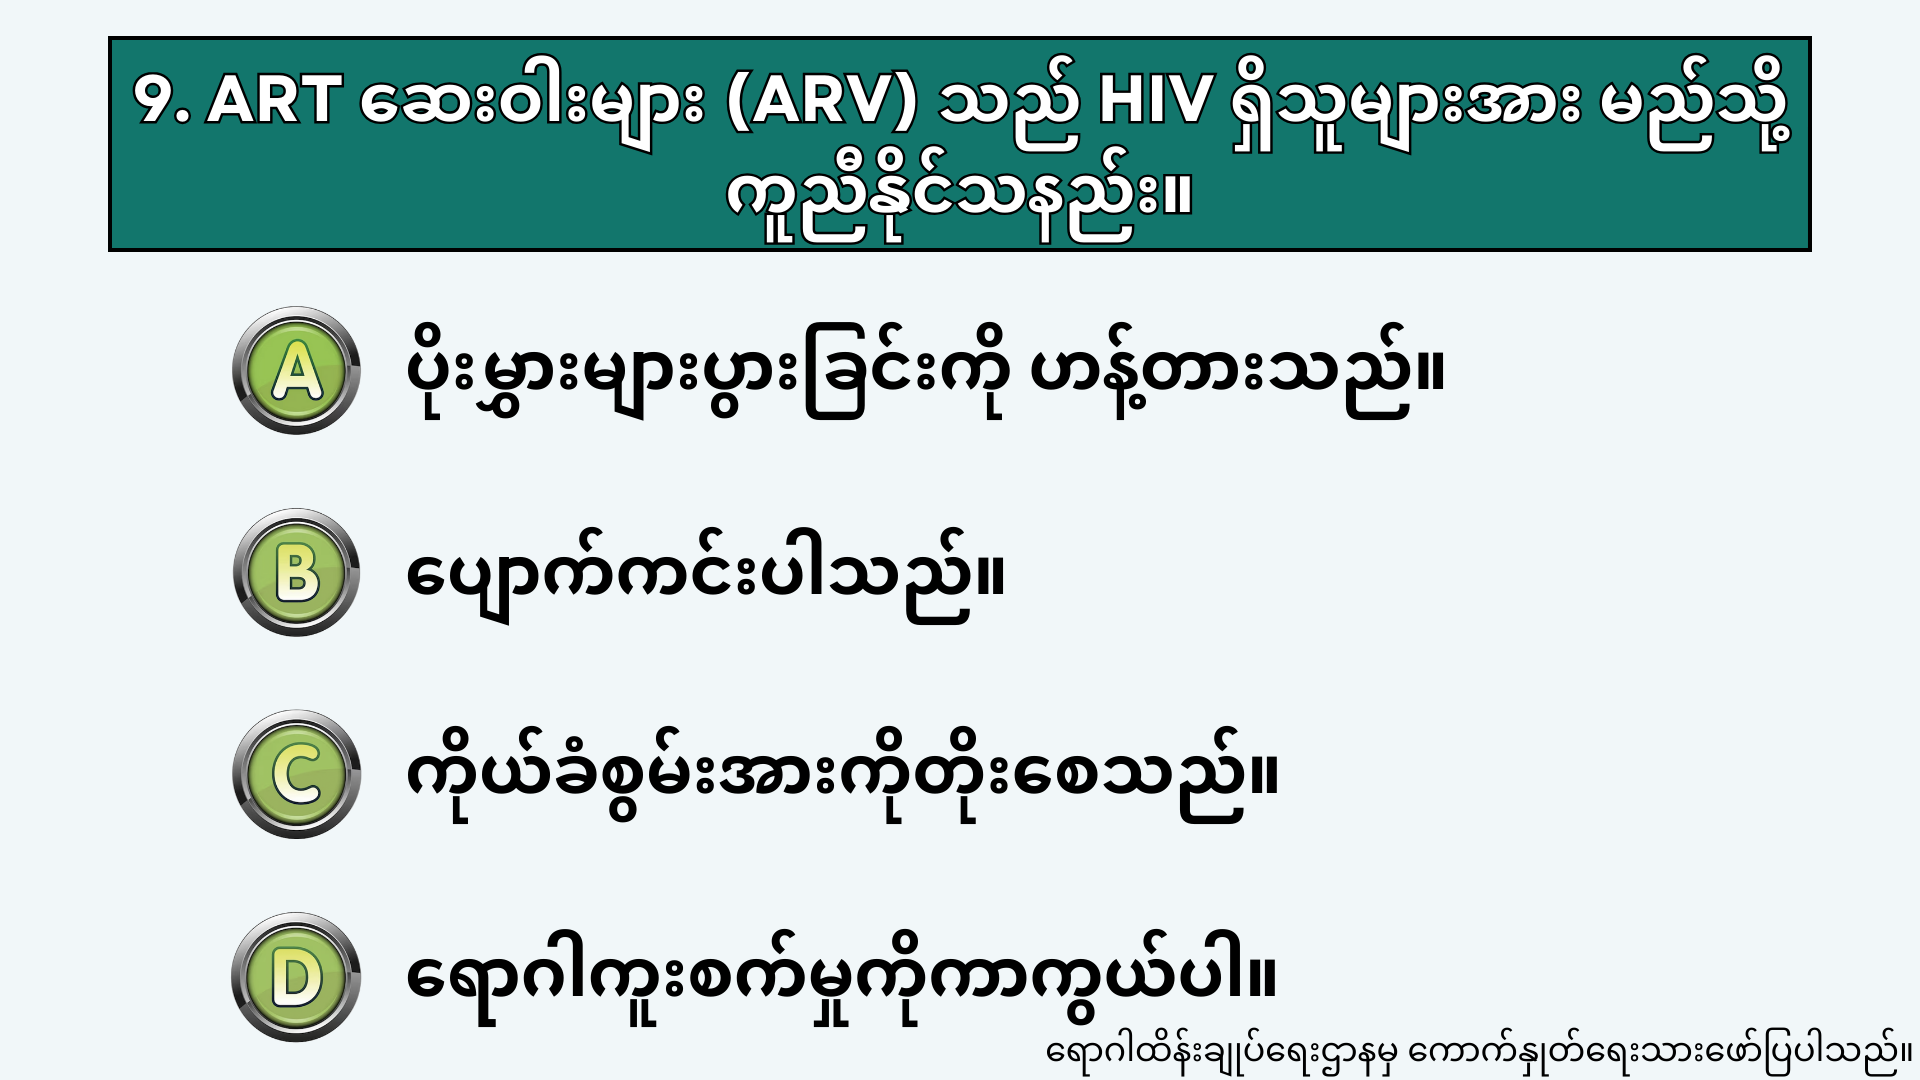 9. ART ဆေးဝါးများ (ARV) သည် HIV ရှိသူများအား မည်သို့
ကူညီနိုင်သနည်း။
A ပိုးမွှားများပွားခြင်းကို ဟန့်တားသည်။
B ပျောက်ကင်းပါသည်။
C ကိုယ်ခံစွမ်းအားကိုတိုးစေသည်။
D ရောဂါကူးစက်မှုကိုကာကွယ်ပါ။
ရောဂါထိန်းချုပ်ရေးဌာနမှ ကောက်နှုတ်ရေးသားဖော်ပြပါသည်။